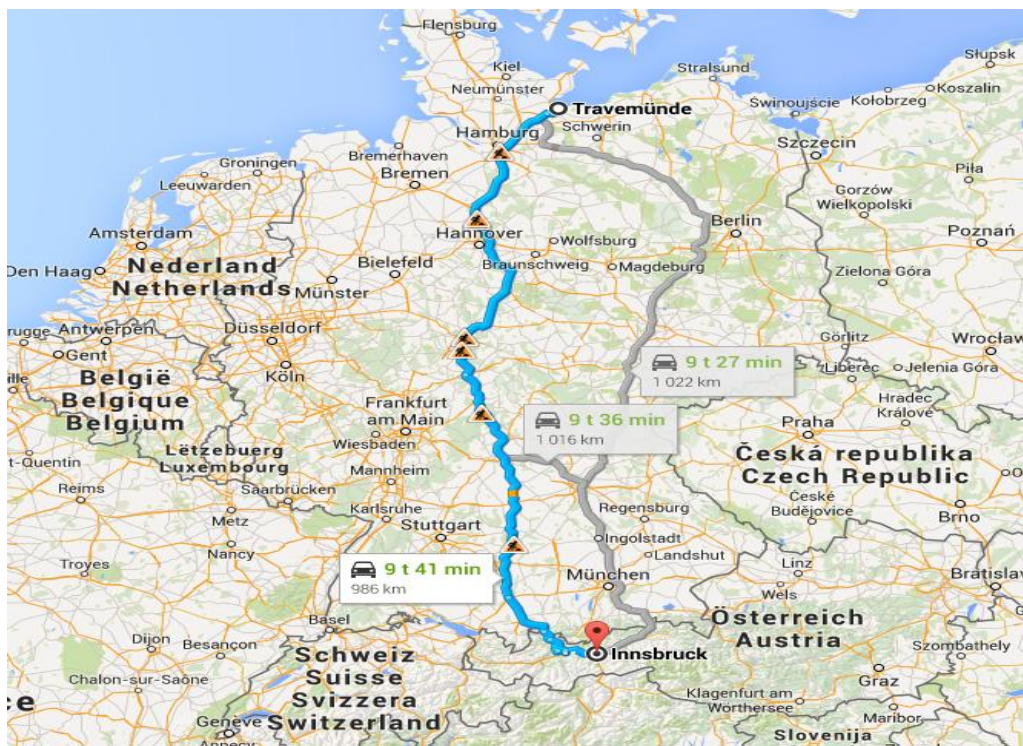 Flensburg
Kiel
Neumünster
Stralsund
Słupsk
Koszalin
Kołobrzeg
Świnoujście
Travemünde
Hamburg
Schwerin
Szczecin
Bremerhaven
Bremen
Groningen
Leeuwarden
Piła
Gorzów
Wielkopolski
Berlin
Poznań
Amsterdam
Hannover
Wolfsburg
Braunschweig
Magdeburg
Bielefeld
Den Haag
Nederland
Netherlands
Münster
Zielona Góra
Antwerpen
Düsseldorf
Gent
Köln
Görlitz
Wrocław
Liberec
Jelenia Góra
9 t 27 min
1 022 km
België
Belgique
Belgium
Hradec
Králové
Frankfurt
am Main
Wiesbaden
9 t 36 min
1 016 km
Praha
Lëtzebuerg
Luxembourg
Mannheim
Česká republika
Czech Republic
Reims
Saarbrücken
Karlsruhe
Metz
Stuttgart
Regensburg
České
Budějovice
Brno
Nancy
Ingolstadt
Landshut
Troyes
9 t 41 min
986 km
München
Linz
Wels
Österreich
Austria
Innsbruck
Basel
Dijon
Besançon
Schweiz
Suisse
Svizzera
Switzerland
Szombathely
Graz
Chalon-sur-Saône
Klagenfurt am
Wörthersee
Maribor
Genève
Slovenija